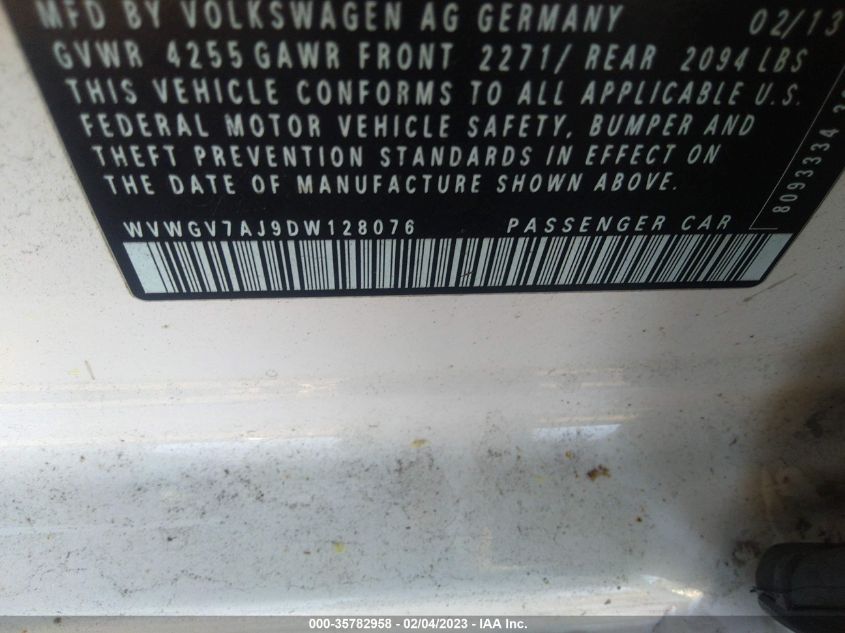 MFD BY VOLKSWAGEN AG GERMANY 02/13
GVWR 4255 GAWR FRONT 2271/ REAR 2094 LBS
THIS VEHICLE CONFORMS TO ALL APPLICABLE U.S.
FEDERAL MOTOR VEHICLE SAFETY, BUMPER AND
THEFT PREVENTION STANDARDS IN EFFECT ON
THE DATE OF MANUFACTURE SHOWN ABOVE.
WVWGV7AJ9DW128076 PASSENGER CAR
8093334
000-35782958 - 02/04/2023 - IAA Inc.